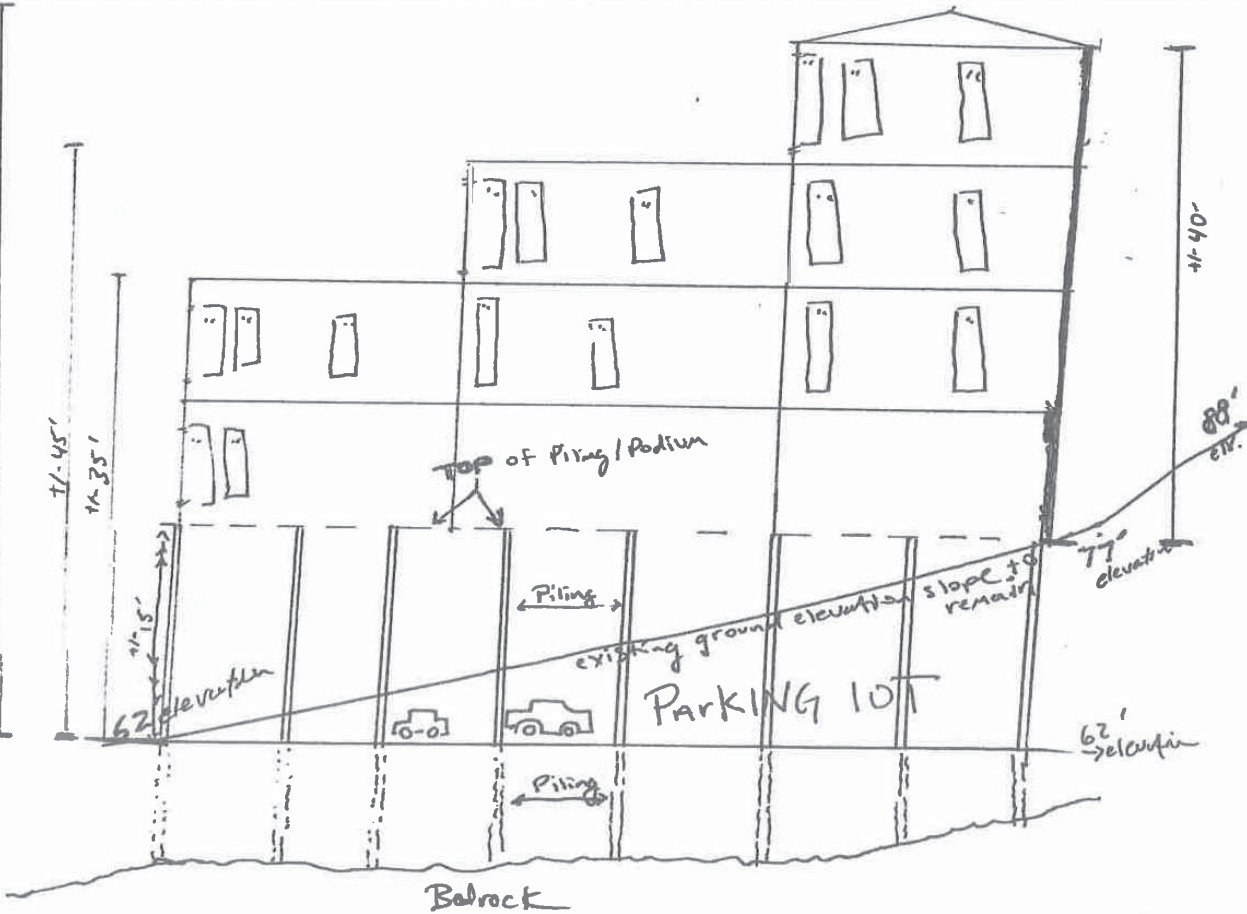 +/- 40'
+/- 45'
+/- 35'
88'
elv.
Top of Piling/Podium
77'
elevation
+/- 15'
Piling
existing ground elevation slope to
remain
62' elevation
PARKING lOT
62'
elevation
Piling
Bedrock